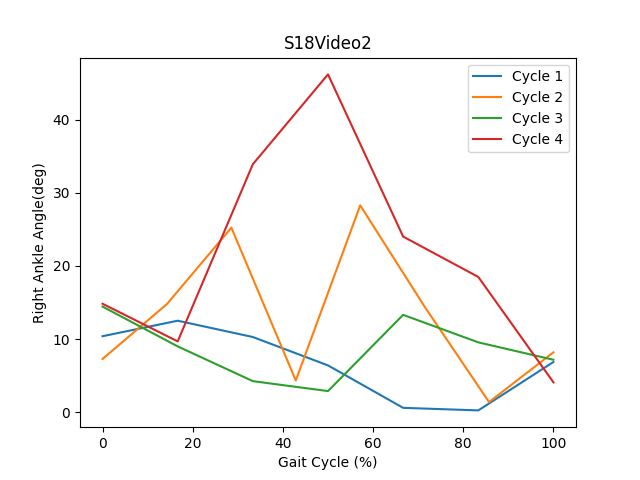 S18Video2
Cycle 1
Cycle 2
Cycle 3
Cycle 4
Right Ankle Angle(deg)
40
30
20
10
0
0 20 40 60 80 100
Gait Cycle (%)